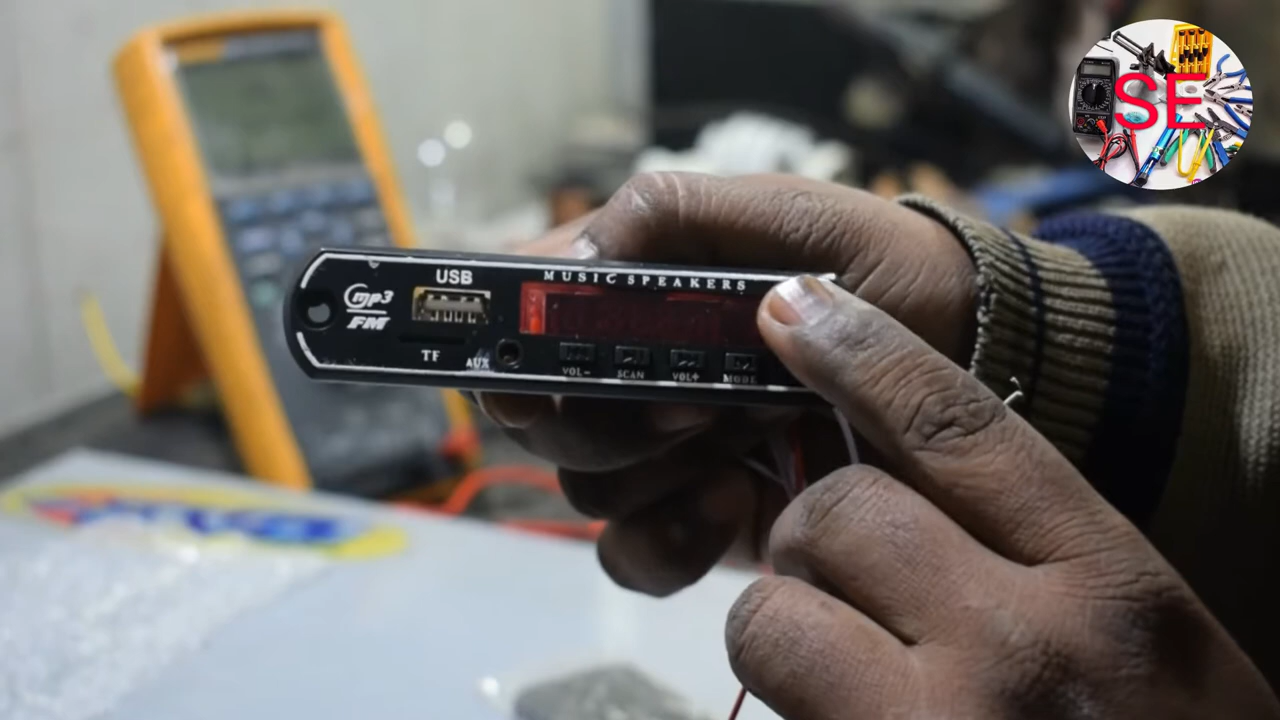 SE
USB
MUSIC SPEAKERS
mp3
FM
TF
AUX
VOL-
SCAN
VOL+
MODE